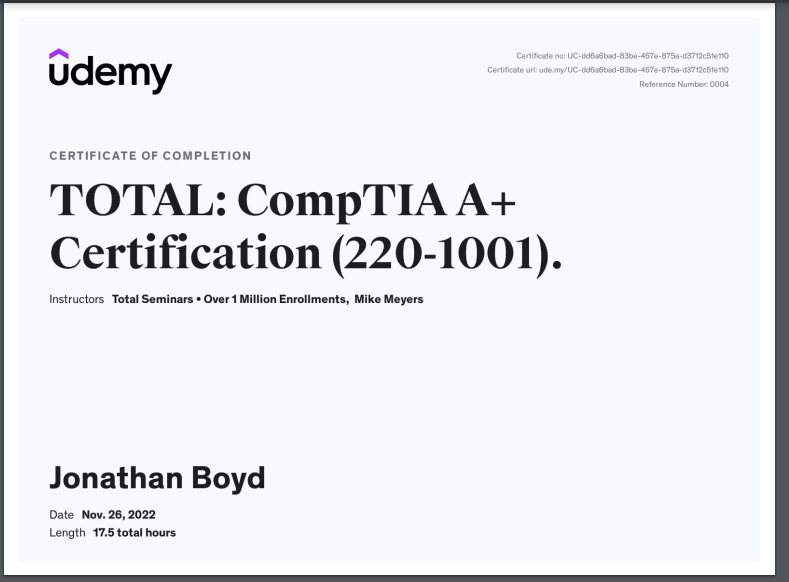 udemy
Certificate no: UC-dd6a6bad-83be-457e-875a-d3712c51e110
Certificate url: ude.my/UC-dd6a6bad-83be-457e-875a-d3712c51e110
Reference Number: 0004
CERTIFICATE OF COMPLETION
TOTAL: CompTIA A+
Certification (220-1001).
Instructors Total Seminars • Over 1 Million Enrollments, Mike Meyers
Jonathan Boyd
Date Nov. 26, 2022
Length 17.5 total hours